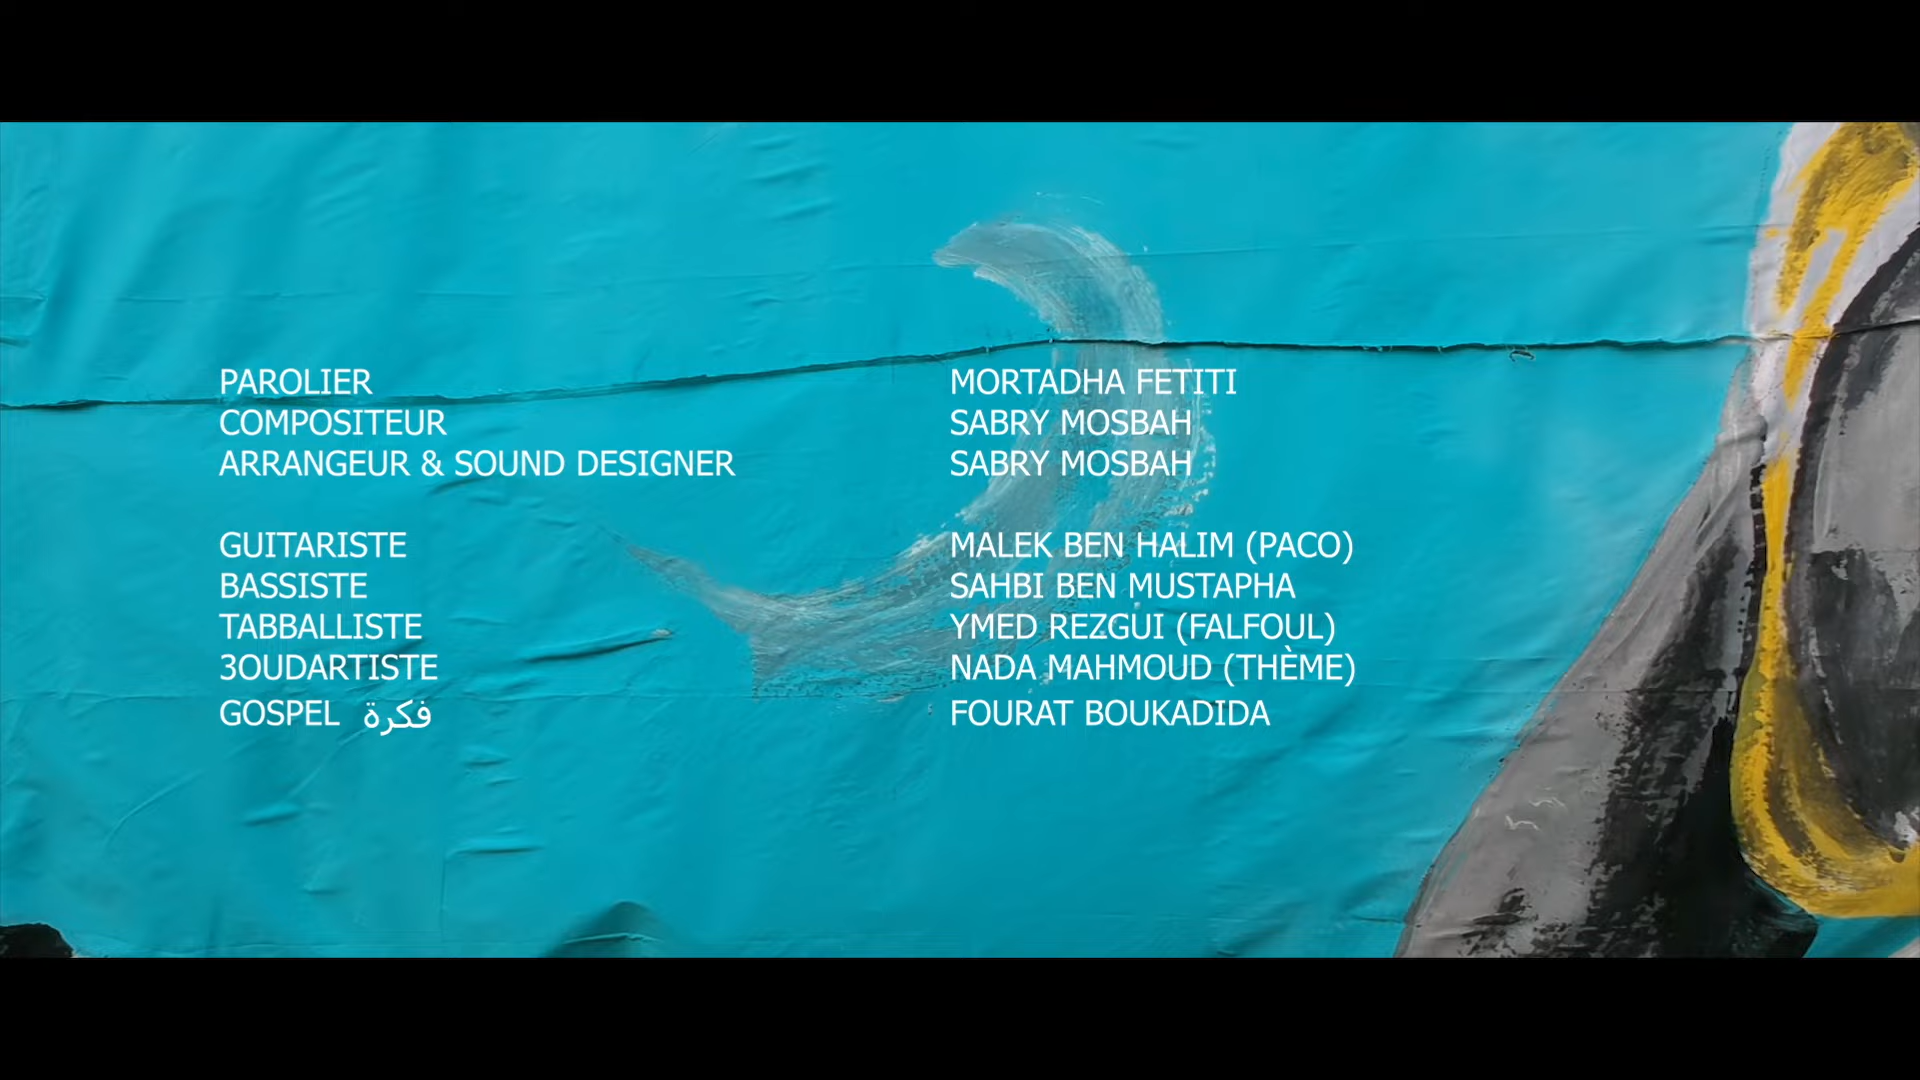 PAROLIER MORTADHA FETITI
COMPOSITEUR SABRY MOSBAH
ARRANGEUR & SOUND DESIGNER SABRY MOSBAH
GUITARISTE MALEK BEN HALIM (PACO)
BASSISTE SAHBI BEN MUSTAPHA
TABBALLISTE YMED REZGUI (FALFOUL)
3OUDARTISTE NADA MAHMOUD (THÈME)
GOSPEL فكرة FOURAT BOUKADIDA